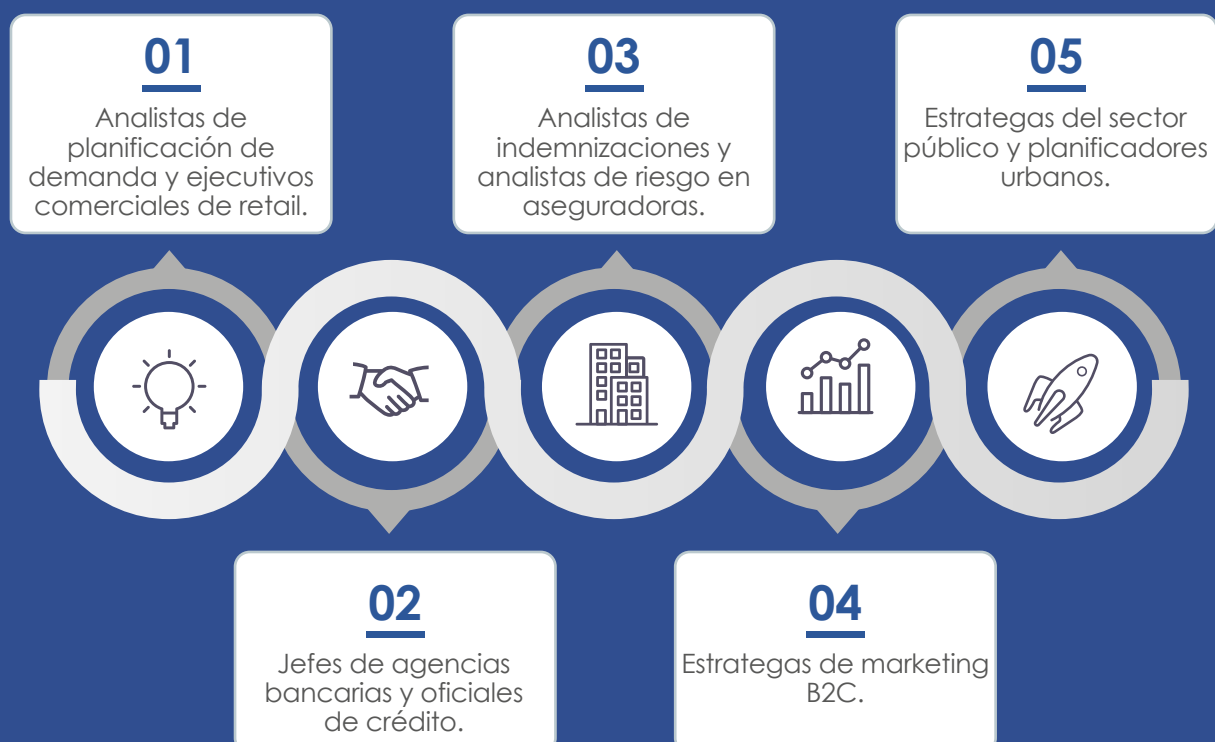 01
Analistas de
planificación de
demanda y ejecutivos
comerciales de retail.
02
Jefes de agencias
bancarias y oficiales
de crédito.
03
Analistas de
indemnizaciones y
analistas de riesgo en
aseguradoras.
04
Estrategas de marketing
B2C.
05
Estrategas del sector
público y planificadores
urbanos.